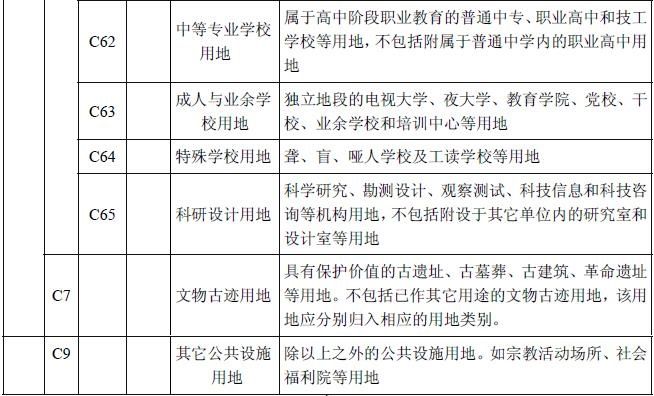 C62
中等专业学校
用地
属于高中阶段职业教育的普通中专、职业高中和技工
学校等用地，不包括附属于普通中学内的职业高中用
地
C63
成人与业余学
校用地
独立地段的电视大学、夜大学、教育学院、党校、干
校、业余学校和培训中心等用地
C64
特殊学校用地
聋、盲、哑人学校及工读学校等用地
C65
科研设计用地
科学研究、勘测设计、观察测试、科技信息和科技咨
询等机构用地，不包括附设于其它单位内的研究室和
设计室等用地
C7
文物古迹用地
具有保护价值的古遗址、古墓葬、古建筑、革命遗址
等用地。不包括已作其它用途的文物古迹用地，该用
地应分别归入相应的用地类别。
C9
其它公共设施
用地
除以上之外的公共设施用地。如宗教活动场所、社会
福利院等用地